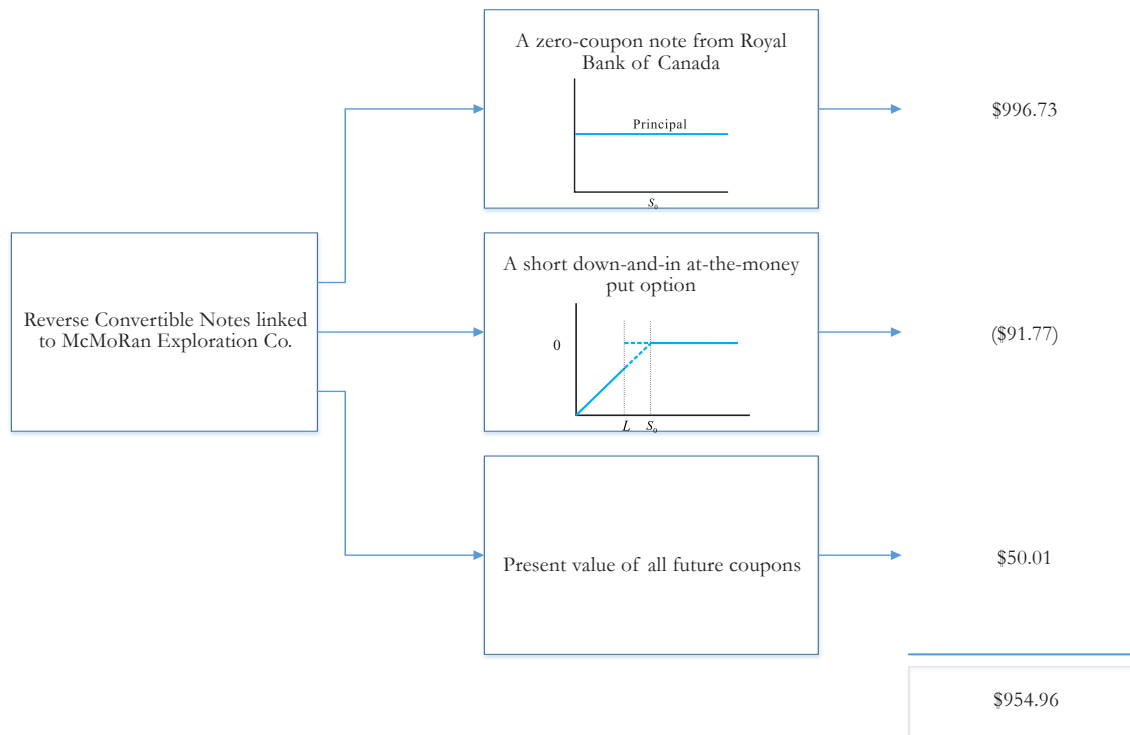 A zero-coupon note from Royal
Bank of Canada
Principal
S₀
$996.73
Reverse Convertible Notes linked
to McMoRan Exploration Co.
A short down-and-in at-the-money
put option
0
L S₀
($91.77)
Present value of all future coupons
$50.01
$954.96